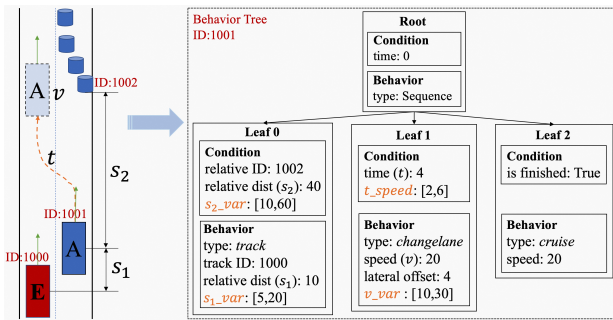 ID:1002
A
v
t
s₂
ID:1001
A
ID:1000
s₁
E
Behavior Tree
ID:1001
Root
Condition
time: 0
Behavior
type: Sequence
Leaf 0
Condition
relative ID: 1002
relative dist (s₂): 40
s₂_var: [10,60]
Behavior
type: track
track ID: 1000
relative dist (s₁): 10
s₁_var: [5,20]
Leaf 1
Condition
time (t): 4
t_speed: [2,6]
Behavior
type: changelane
speed (v): 20
lateral offset: 4
v_var : [10,30]
Leaf 2
Condition
is finished: True
Behavior
type: cruise
speed: 20